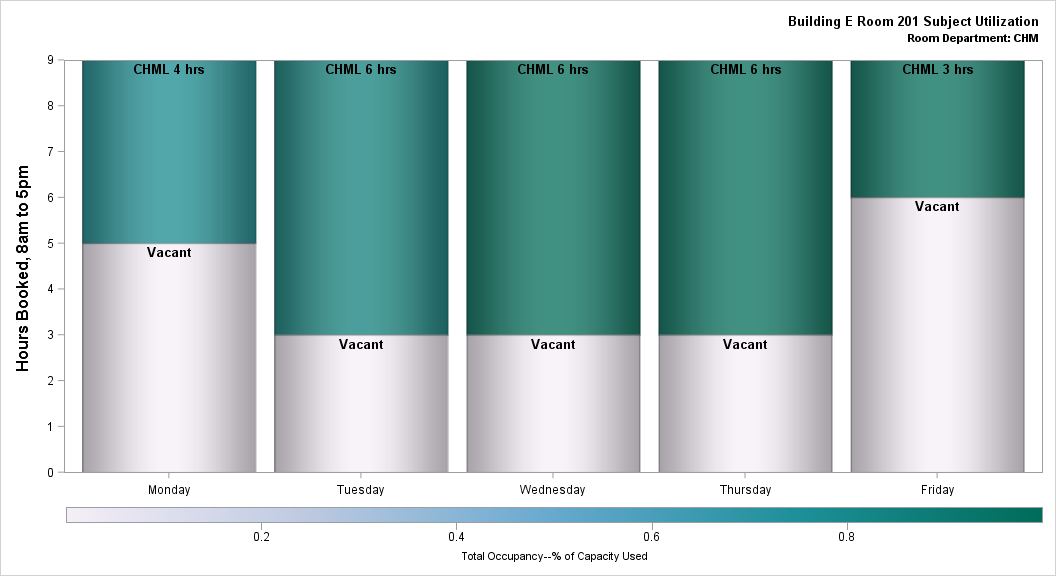 Building E Room 201 Subject Utilization
Room Department: CHM
Hours Booked, 8am to 5pm
9
8
7
6
5
4
3
2
1
0
CHML 4 hrs
CHML 6 hrs
CHML 6 hrs
CHML 6 hrs
CHML 3 hrs
Vacant
Vacant
Vacant
Vacant
Vacant
Monday
Tuesday
Wednesday
Thursday
Friday
0.2
0.4
0.6
0.8
Total Occupancy--% of Capacity Used